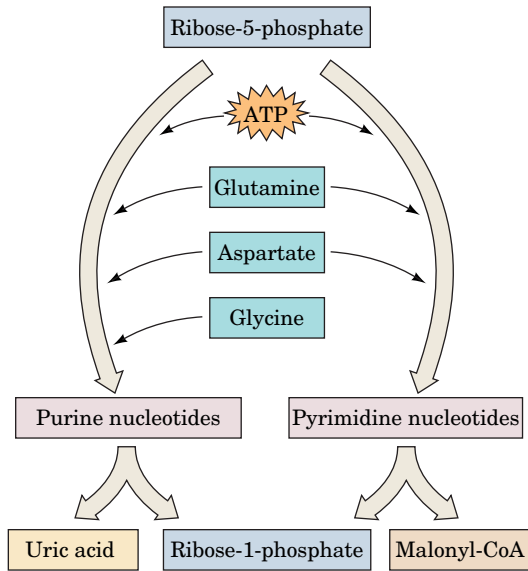 Ribose-5-phosphate
ATP
Glutamine
Aspartate
Glycine
Purine nucleotides
Pyrimidine nucleotides
Uric acid
Ribose-1-phosphate
Malonyl-CoA